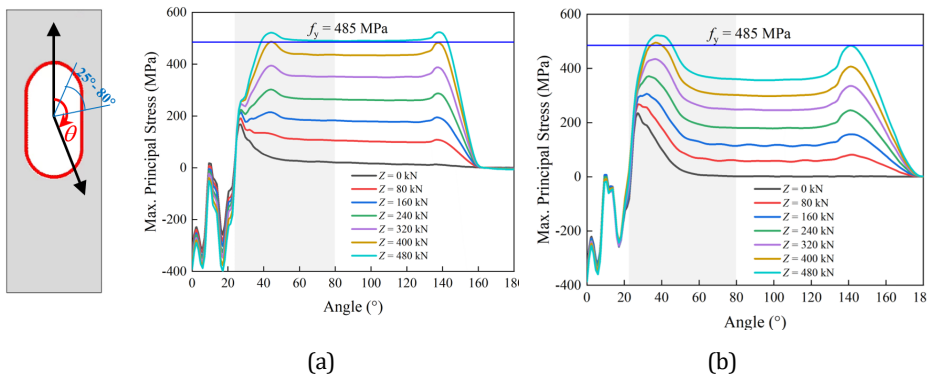 25°-80°
θ
Max. Principal Stress (MPa)
600
400
200
0
-200
-400
f_y = 485 MPa
Z = 0 kN
Z = 80 kN
Z = 160 kN
Z = 240 kN
Z = 320 kN
Z = 400 kN
Z = 480 kN
0 20 40 60 80 100 120 140 160 180
Angle (°)
(a)
Max. Principal Stress (MPa)
600
400
200
0
-200
-400
f_y = 485 MPa
Z = 0 kN
Z = 80 kN
Z = 160 kN
Z = 240 kN
Z = 320 kN
Z = 400 kN
Z = 480 kN
0 20 40 60 80 100 120 140 160 18
Angle (°)
(b)